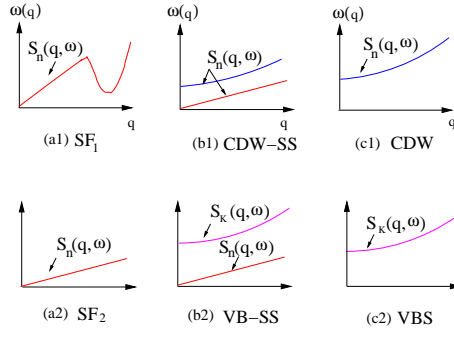 ω(q)
ω(q)
ω(q)
S_n(q,ω)
S_n(q,ω)
S_n(q,ω)
q
q
q
(a1) SF_1
(b1) CDW-SS
(c1) CDW
S_n(q,ω)
S_K(q,ω)
S_n(q,ω)
S_K(q,ω)
(a2) SF_2
(b2) VB-SS
(c2) VBS